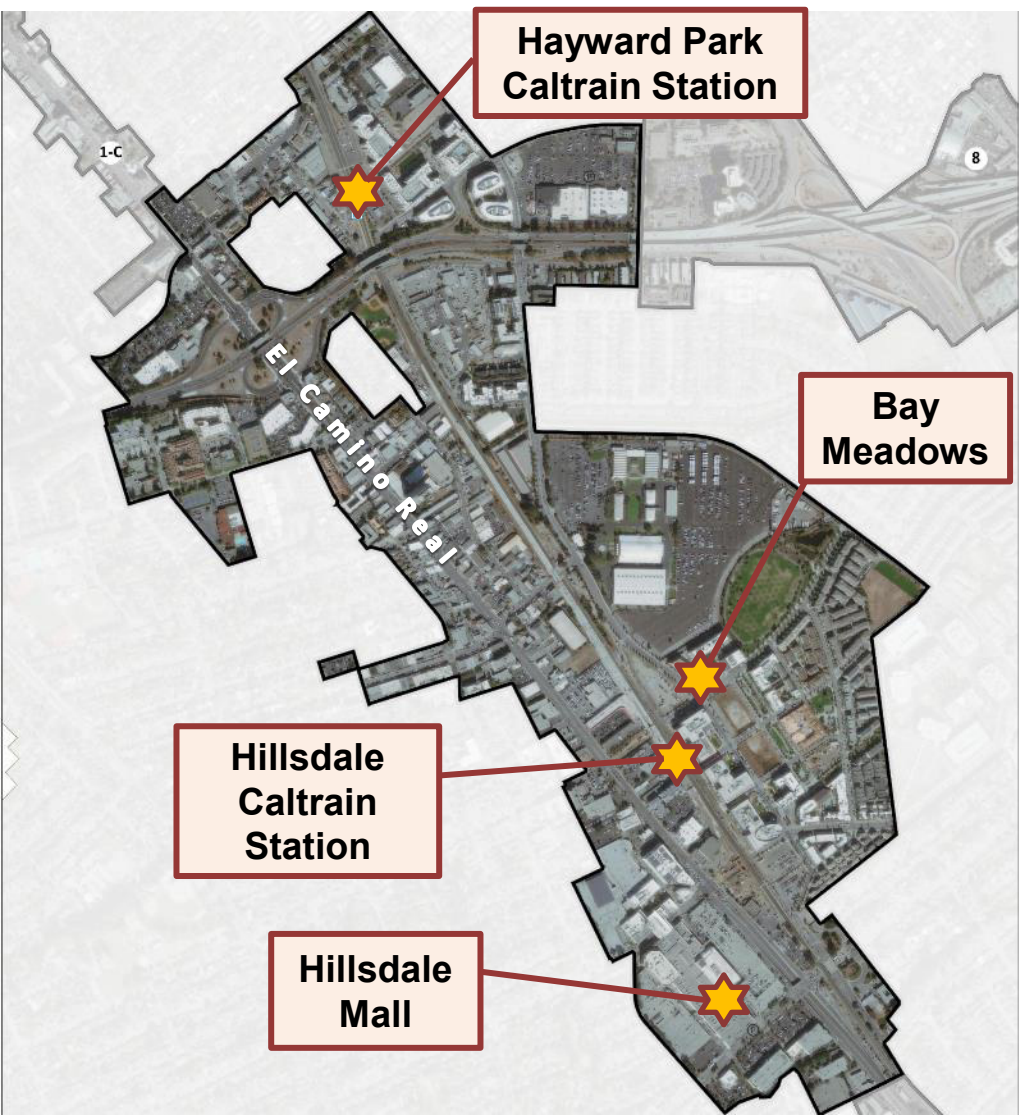 Hayward Park
Caltrain Station
1-C
8
El Camino Real
Bay
Meadows
Hillsdale
Caltrain
Station
Hillsdale
Mall